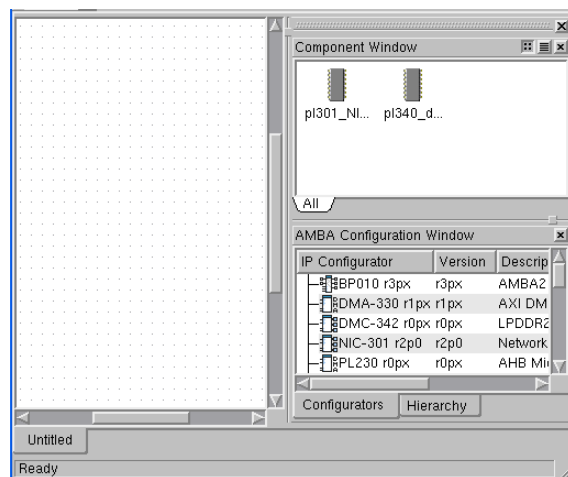 Component Window
pl301_NI... pl340_d...
All
AMBA Configuration Window
IP Configurator Version Descrip
BP010 r3px r3px AMBA2
DMA-330 r1px r1px AXI DM
DMC-342 r0px r0px LPDDR2
NIC-301 r2p0 r2p0 Network
PL230 r0px r0px AHB Mi
Configurators Hierarchy
Untitled
Ready